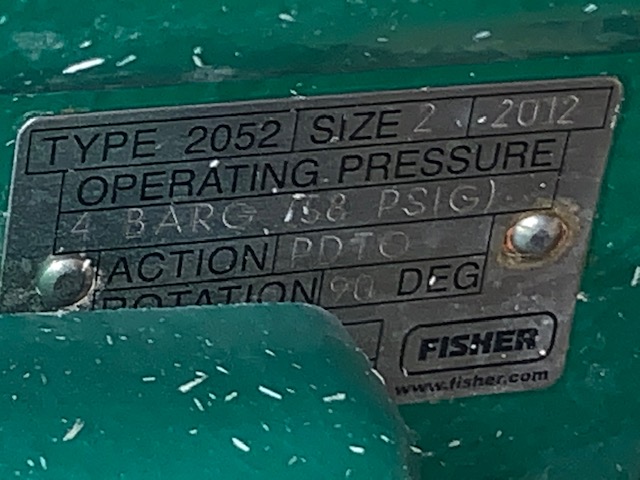 TYPE 2052 SIZE 2 2012
OPERATING PRESSURE
4 BARG (58 PSIG)
ACTION PDTO
ROTATION 90 DEG
FISHER
www.fisher.com